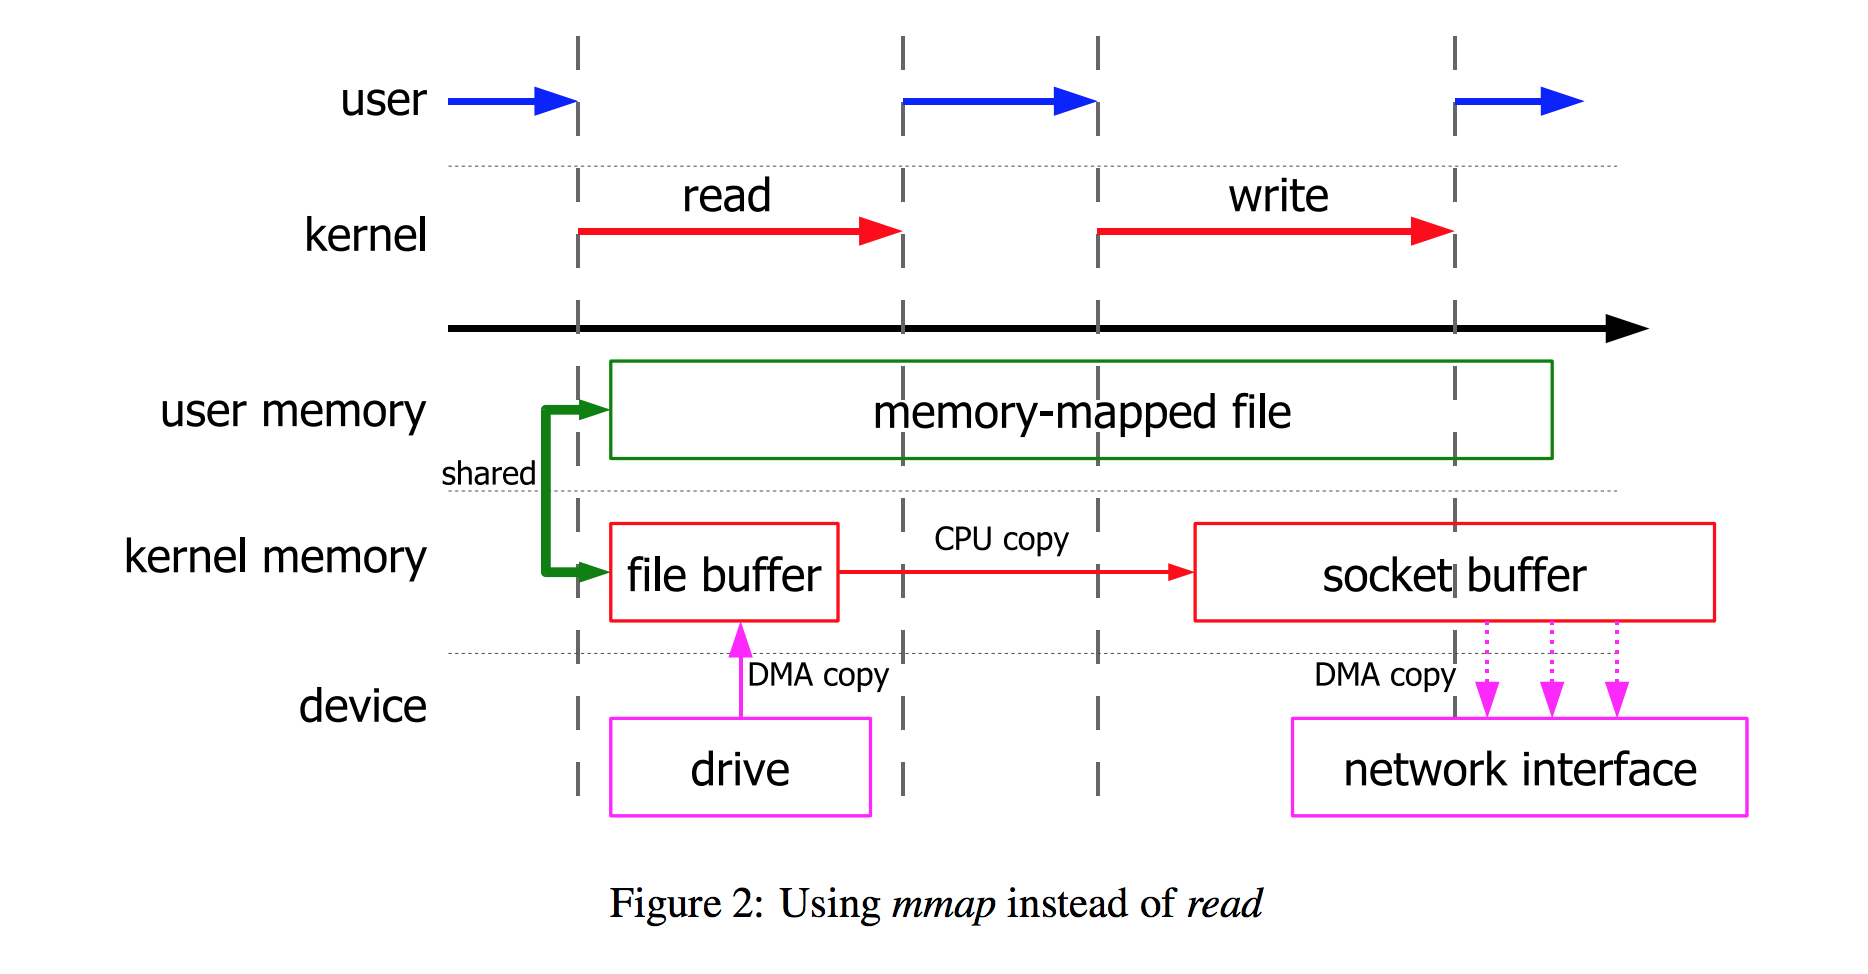 user
read
write
kernel
user memory
memory-mapped file
shared
kernel memory
file buffer
CPU copy
socket buffer
DMA copy
DMA copy
device
drive
network interface
Figure 2: Using mmap instead of read